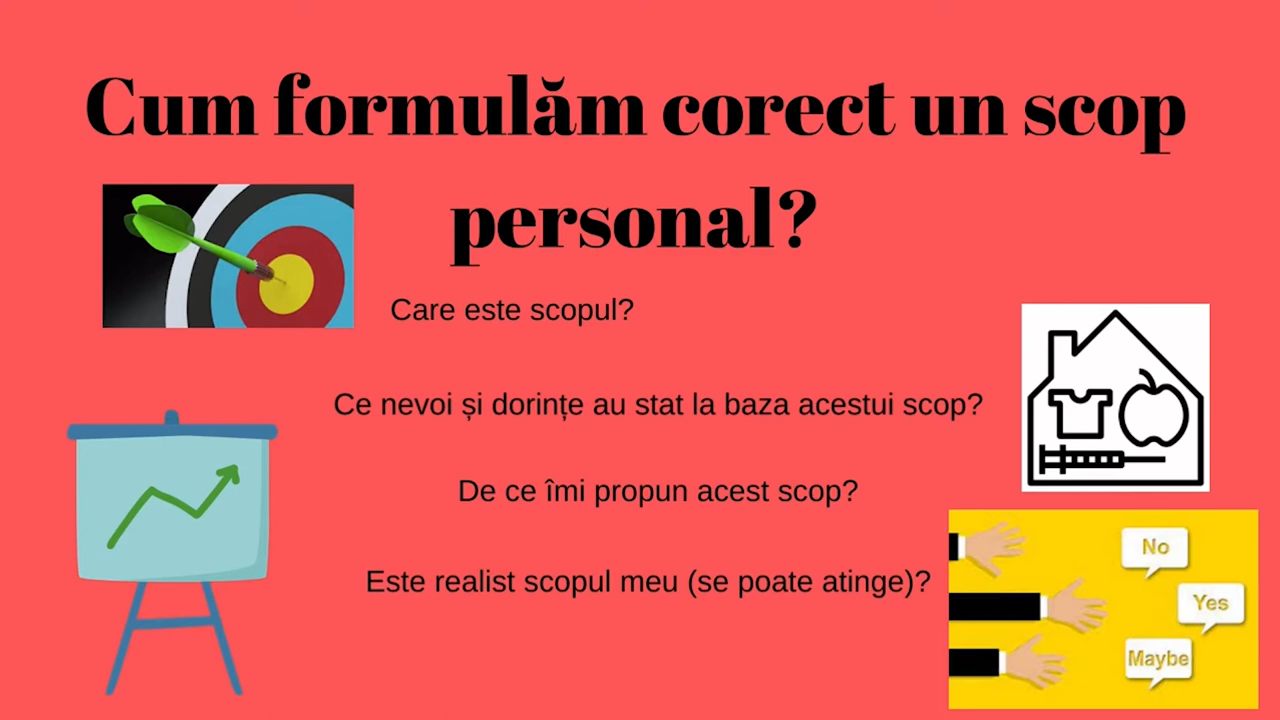 Cum formulăm corect un scop
personal?
Care este scopul?
Ce nevoi și dorințe au stat la baza acestui scop?
De ce îmi propun acest scop?
Este realist scopul meu (se poate atinge)?
No
Yes
Maybe